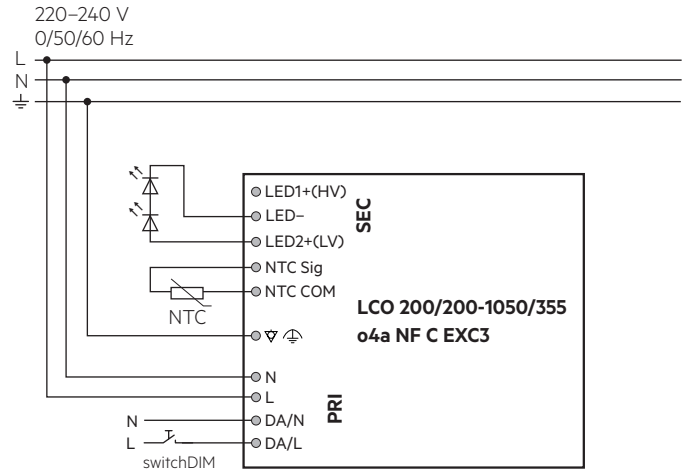 220–240 V
0/50/60 Hz
L
N
LED1+(HV)
LED–
LED2+(LV)
SEC
NTC Sig
NTC COM
NTC
LCO 200/200-1050/355
o4a NF C EXC3
N
L
PRI
N DA/N
L DA/L
switchDIM